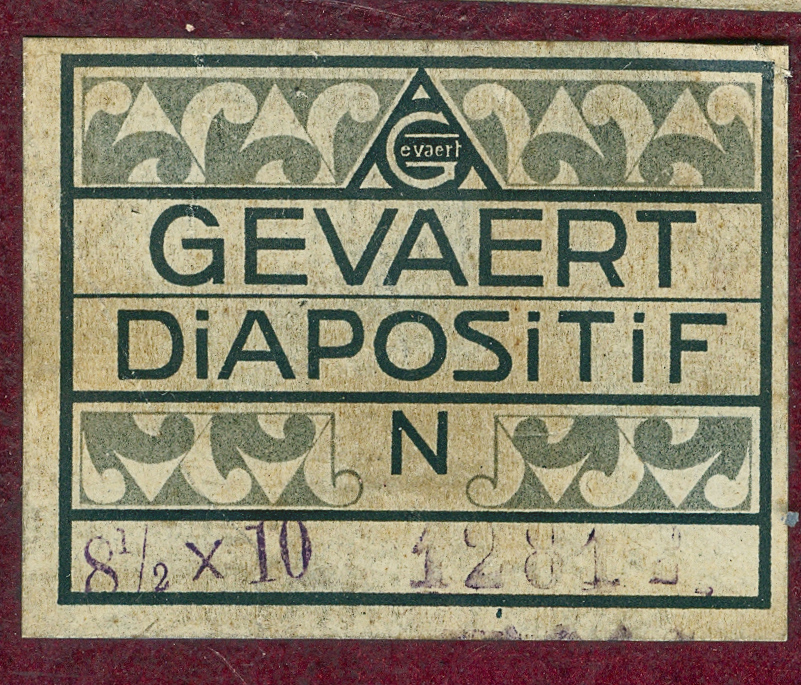 Gevaert
GEVAERT
DiAPOSiTiF
N
8½ x 10